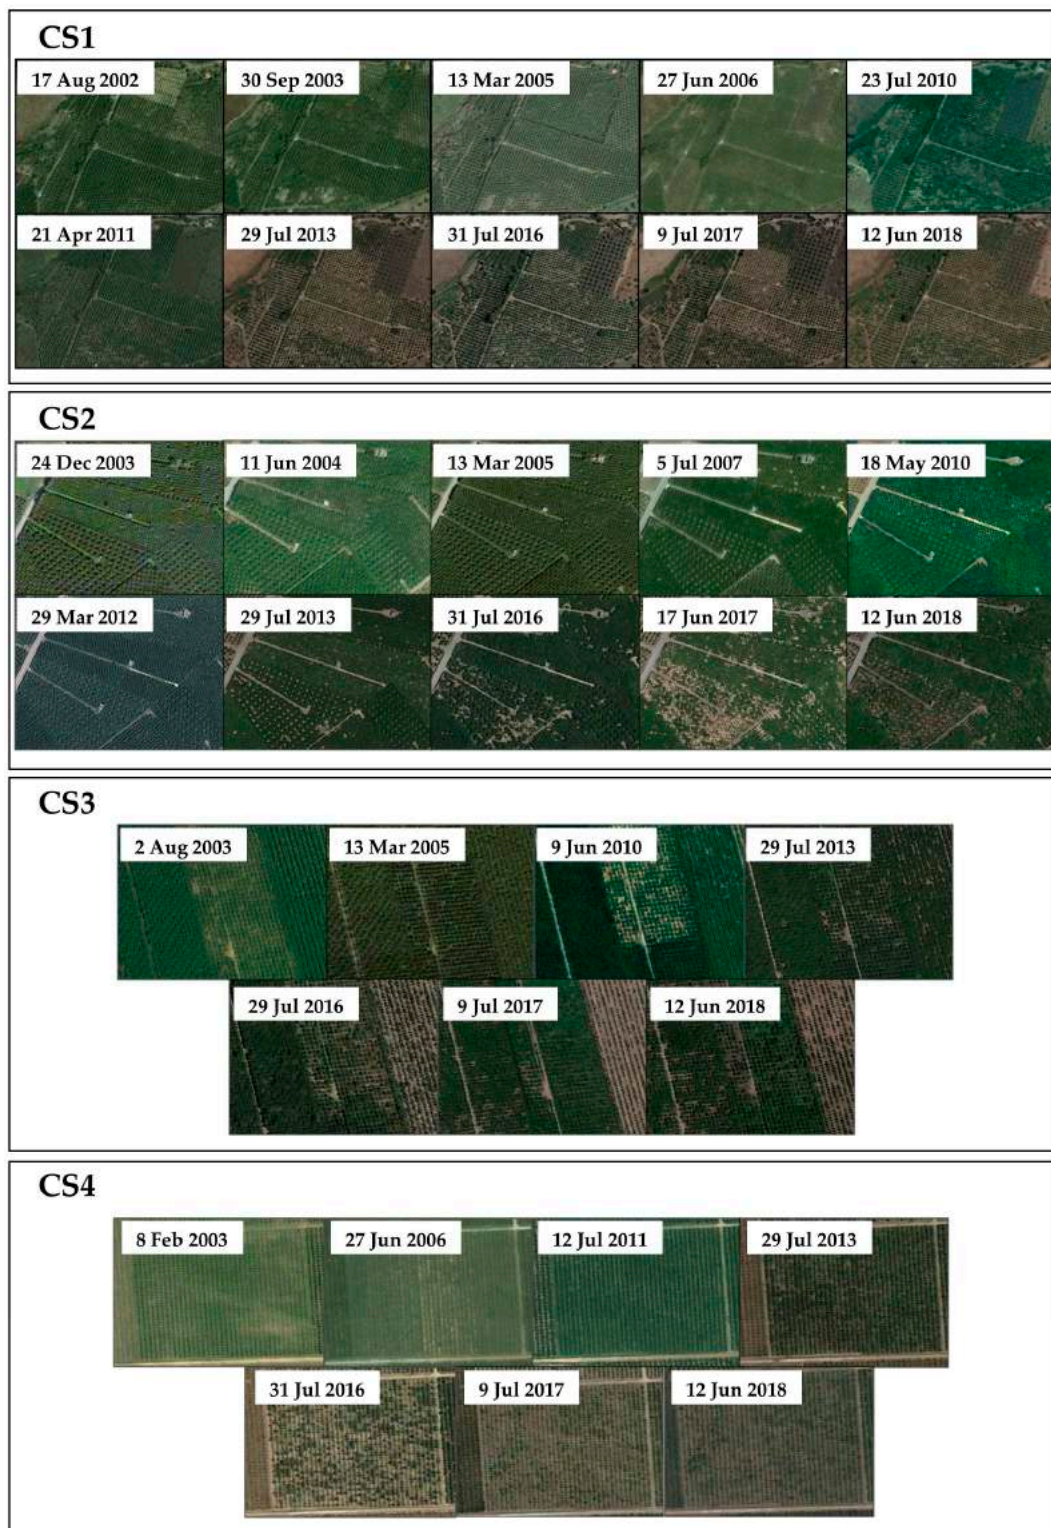 CS1
17 Aug 2002 30 Sep 2003 13 Mar 2005 27 Jun 2006 23 Jul 2010
21 Apr 2011 29 Jul 2013 31 Jul 2016 9 Jul 2017 12 Jun 2018
CS2
24 Dec 2003 11 Jun 2004 13 Mar 2005 5 Jul 2007 18 May 2010
29 Mar 2012 29 Jul 2013 31 Jul 2016 17 Jun 2017 12 Jun 2018
CS3
2 Aug 2003 13 Mar 2005 9 Jun 2010 29 Jul 2013
29 Jul 2016 9 Jul 2017 12 Jun 2018
CS4
8 Feb 2003 27 Jun 2006 12 Jul 2011 29 Jul 2013
31 Jul 2016 9 Jul 2017 12 Jun 2018